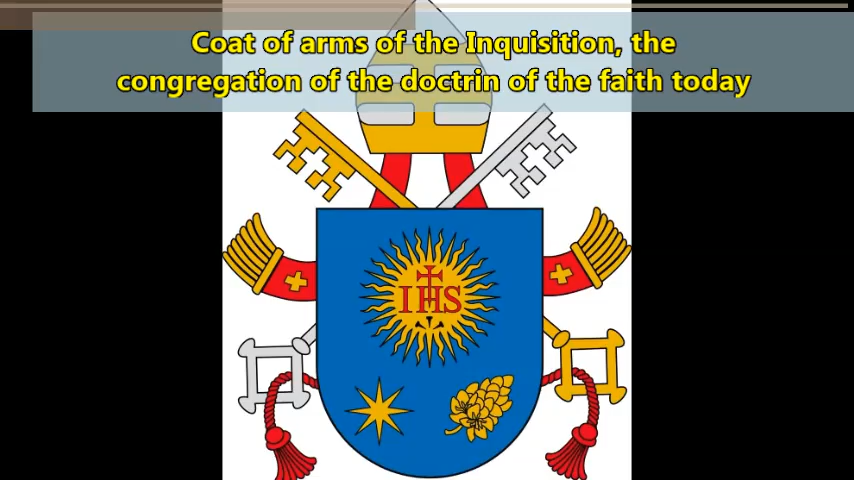 Coat of arms of the Inquisition, the
congregation of the doctrin of the faith today
IHS